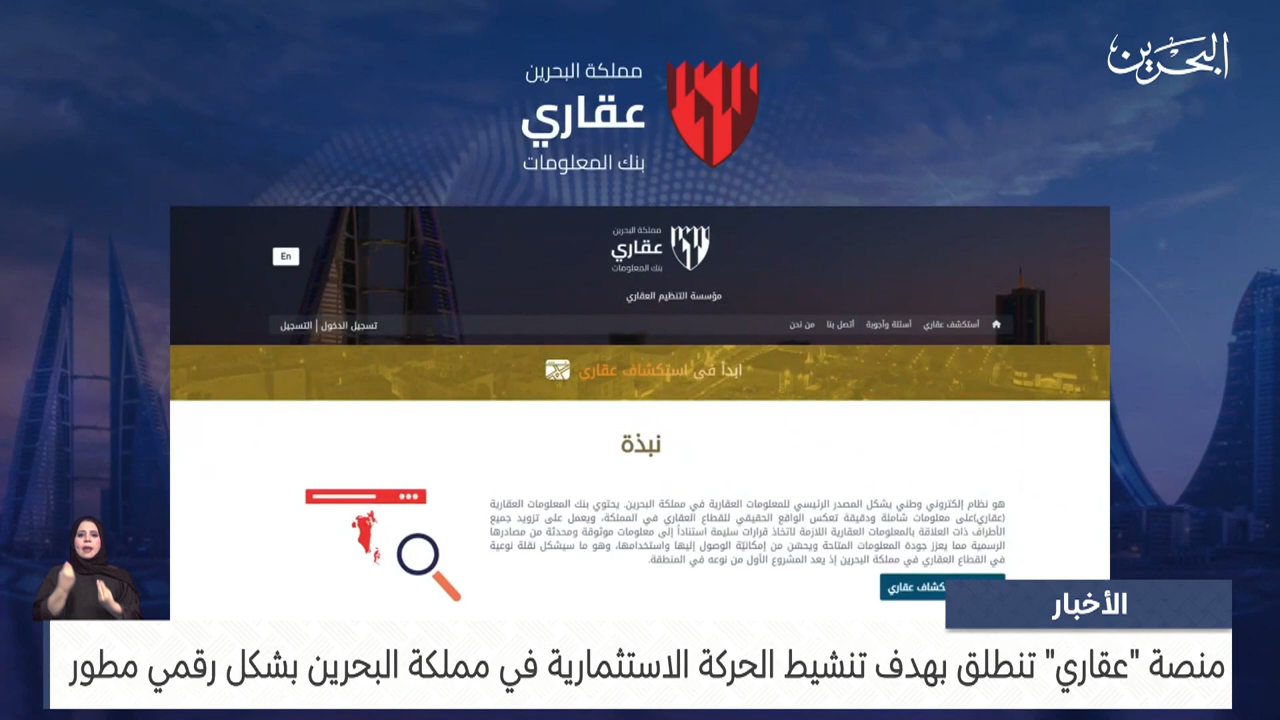 البحرين
مملكة البحرين
عقاري
بنك المعلومات
مملكة البحرين
عقاري
بنك المعلومات
En
مؤسسة التنظيم العقاري
أستكشف عقاري أسئلة وأجوبة أتصل بنا من نحن
تسجيل الدخول | التسجيل
ابدأ في استكشاف عقاري
نبذة
هو نظام إلكتروني وطني يشكل المصدر الرئيسي للمعلومات العقارية في مملكة البحرين. يحتوي بنك المعلومات العقارية
(عقاري)على معلومات شاملة ودقيقة تعكس الواقع الحقيقي للقطاع العقاري في المملكة، ويعمل على تزويد جميع
الأطراف ذات العلاقة بالمعلومات العقارية اللازمة لاتخاذ قرارات سليمة استناداً إلى معلومات موثوقة ومحدثة من مصادرها
الرسمية مما يعزز جودة المعلومات المتاحة ويحسّن من إمكانيّة الوصول إليها واستخدامها، وهو ما سيشكل نقلة نوعية
في القطاع العقاري في مملكة البحرين إذ يعد المشروع الأول من نوعه في المنطقة.
كشاف عقاري
الأخبار
منصة "عقاري" تنطلق بهدف تنشيط الحركة الاستثمارية في مملكة البحرين بشكل رقمي مطور